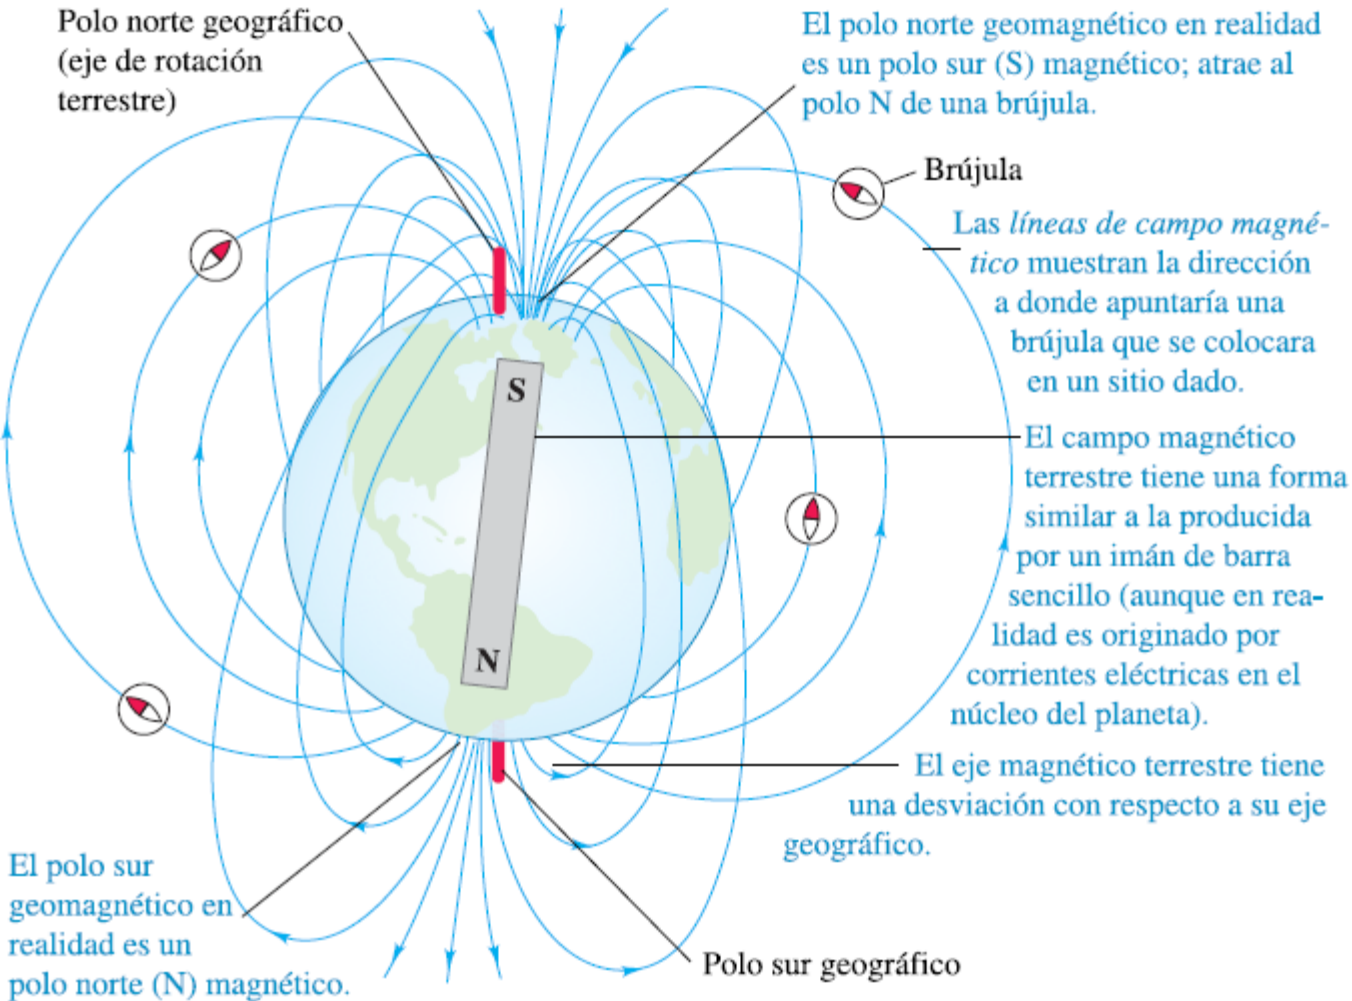 Polo norte geográfico
(eje de rotación
terrestre)
El polo norte geomagnético en realidad
es un polo sur (S) magnético; atrae al
polo N de una brújula.
Brújula
Las líneas de campo magné-
tico muestran la dirección
a donde apuntaría una
brújula que se colocara
en un sitio dado.
S
El campo magnético
terrestre tiene una forma
similar a la producida
por un imán de barra
sencillo (aunque en rea-
lidad es originado por
corrientes eléctricas en el
núcleo del planeta).
N
El eje magnético terrestre tiene
una desviación con respecto a su eje
geográfico.
El polo sur
geomagnético en
realidad es un
polo norte (N) magnético.
Polo sur geográfico